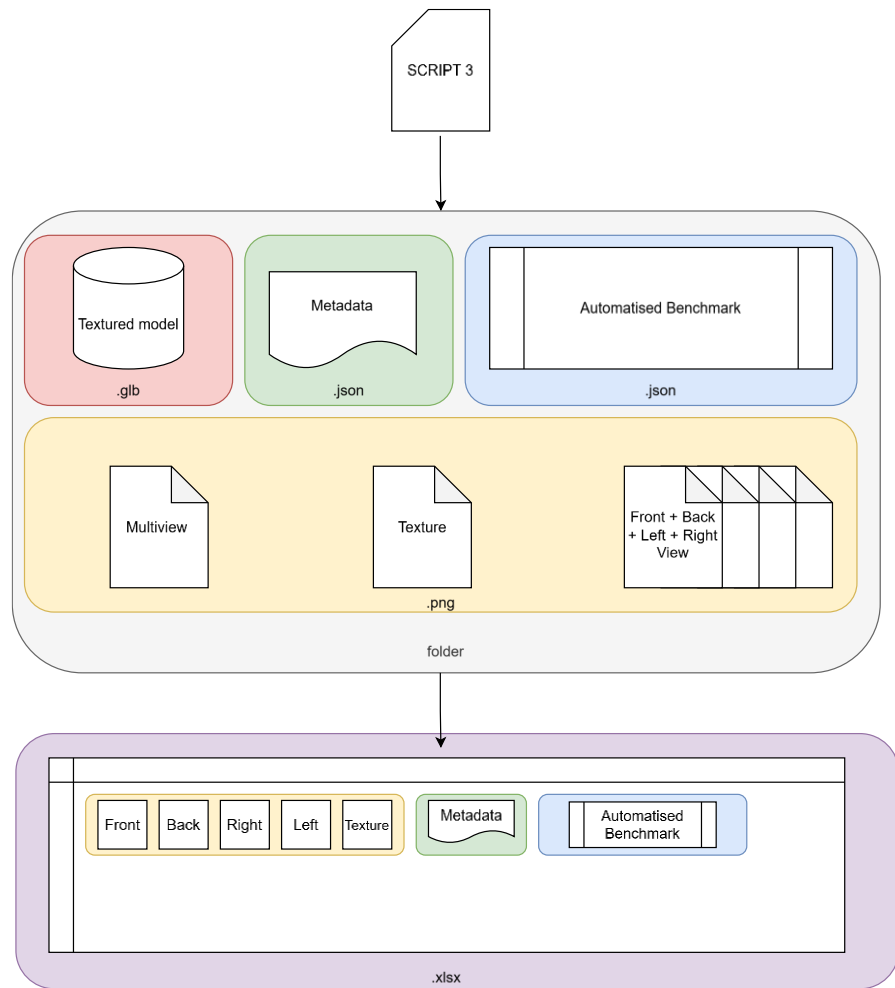 SCRIPT 3
Textured model
.glb
Metadata
.json
Automatised Benchmark
.json
Multiview
Texture
Front + Back
+ Left + Right
View
.png
folder
Front
Back
Right
Left
Texture
Metadata
Automatised
Benchmark
.xlsx